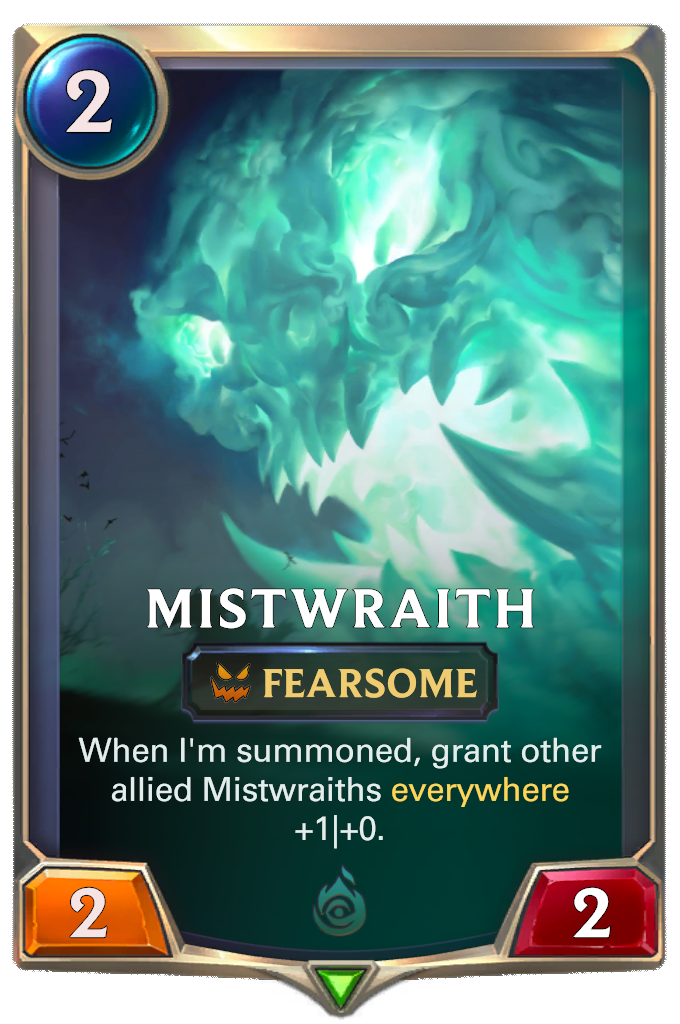 2
MISTWRAITH
FEARSOME
When I'm summoned, grant other
allied Mistwraiths everywhere
+1|+0.
2
2